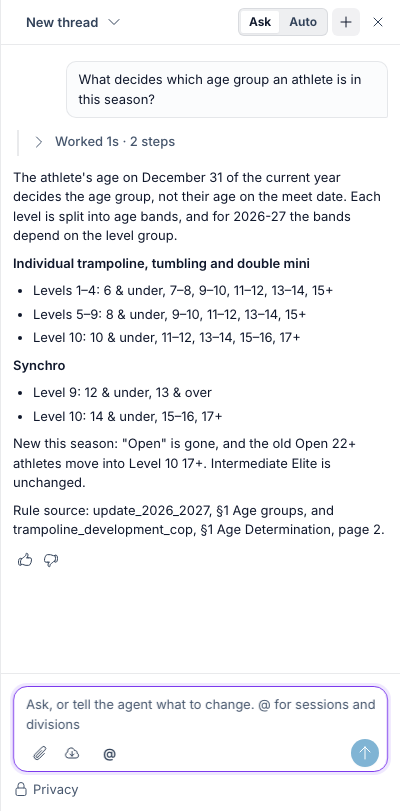 New thread
Ask
Auto
What decides which age group an athlete is in
this season?
Worked 1s · 2 steps
The athlete's age on December 31 of the current year
decides the age group, not their age on the meet date. Each
level is split into age bands, and for 2026-27 the bands
depend on the level group.
Individual trampoline, tumbling and double mini
• Levels 1–4: 6 & under, 7–8, 9–10, 11–12, 13–14, 15+
• Levels 5–9: 8 & under, 9–10, 11–12, 13–14, 15+
• Level 10: 10 & under, 11–12, 13–14, 15–16, 17+
Synchro
• Level 9: 12 & under, 13 & over
• Level 10: 14 & under, 15–16, 17+
New this season: "Open" is gone, and the old Open 22+
athletes move into Level 10 17+. Intermediate Elite is
unchanged.
Rule source: update_2026_2027, §1 Age groups, and
trampoline_development_cop, §1 Age Determination, page 2.
Ask, or tell the agent what to change. @ for sessions and
divisions
@
Privacy